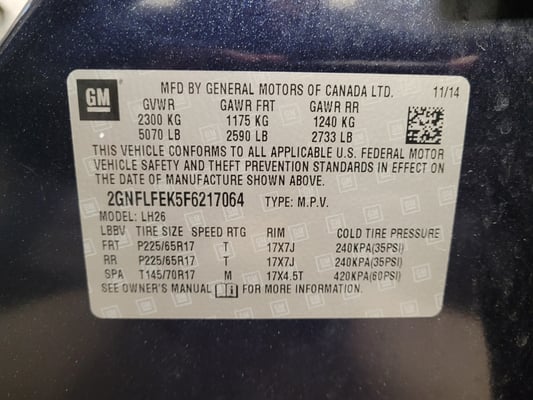 GM
MFD BY GENERAL MOTORS OF CANADA LTD. 11/14
GVWR GAWR FRT GAWR RR
2300 KG 1175 KG 1240 KG
5070 LB 2590 LB 2733 LB
THIS VEHICLE CONFORMS TO ALL APPLICABLE U.S. FEDERAL MOTOR
VEHICLE SAFETY AND THEFT PREVENTION STANDARDS IN EFFECT
ON THE DATE OF MANUFACTURE SHOWN ABOVE.
2GNFLFEK5F6217064 TYPE: M.P.V.
MODEL: LH26
LBBV TIRE SIZE SPEED RTG RIM COLD TIRE PRESSURE
FRT P225/65R17 T 17X7J 240KPA(35PSI)
RR P225/65R17 T 17X7J 240KPA(35PSI)
SPA T145/70R17 M 17X4.5T 420KPA(60PSI)
SEE OWNER'S MANUAL FOR MORE INFORMATION.